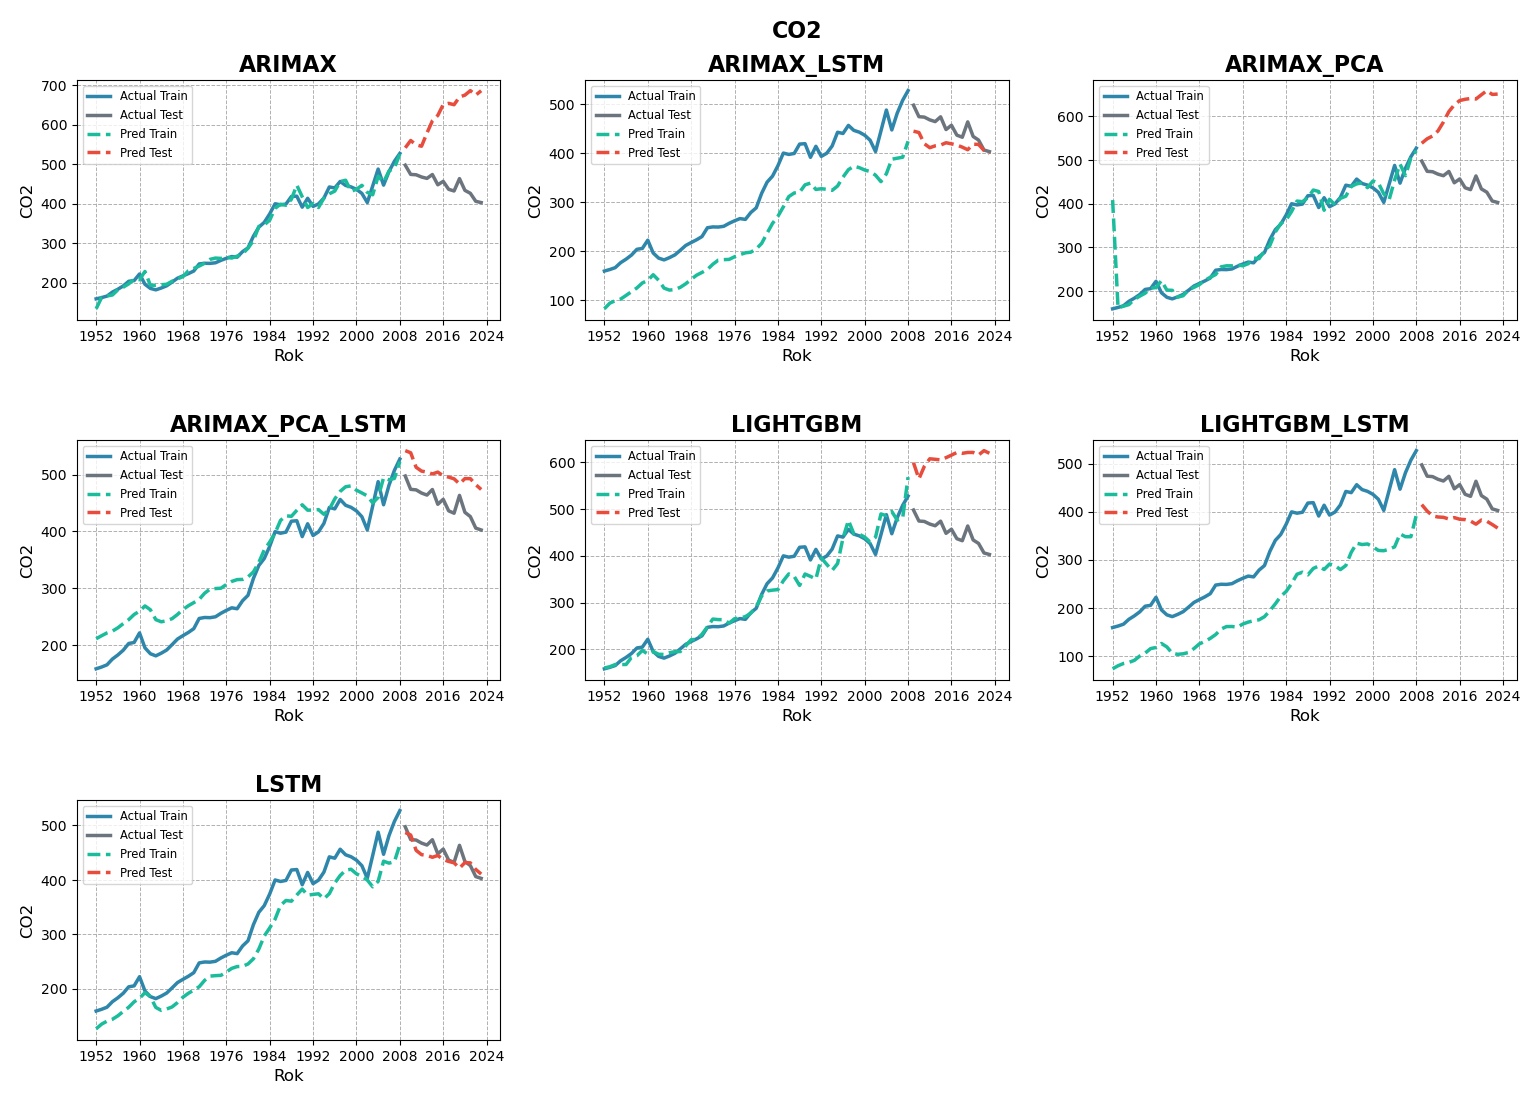 CO2
ARIMAX
ARIMAX_LSTM
ARIMAX_PCA
700
600
500
400
300
200
CO2
Actual Train
Actual Test
Pred Train
Pred Test
1952 1960 1968 1976 1984 1992 2000 2008 2016 2024
Rok
500
400
300
200
100
CO2
Actual Train
Actual Test
Pred Train
Pred Test
1952 1960 1968 1976 1984 1992 2000 2008 2016 2024
Rok
600
500
400
300
200
CO2
Actual Train
Actual Test
Pred Train
Pred Test
1952 1960 1968 1976 1984 1992 2000 2008 2016 2024
Rok
ARIMAX_PCA_LSTM
LIGHTGBM
LIGHTGBM_LSTM
500
400
300
200
CO2
Actual Train
Actual Test
Pred Train
Pred Test
1952 1960 1968 1976 1984 1992 2000 2008 2016 2024
Rok
600
500
400
300
200
CO2
Actual Train
Actual Test
Pred Train
Pred Test
1952 1960 1968 1976 1984 1992 2000 2008 2016 2024
Rok
500
400
300
200
100
CO2
Actual Train
Actual Test
Pred Train
Pred Test
1952 1960 1968 1976 1984 1992 2000 2008 2016 2024
Rok
LSTM
500
400
300
200
CO2
Actual Train
Actual Test
Pred Train
Pred Test
1952 1960 1968 1976 1984 1992 2000 2008 2016 2024
Rok